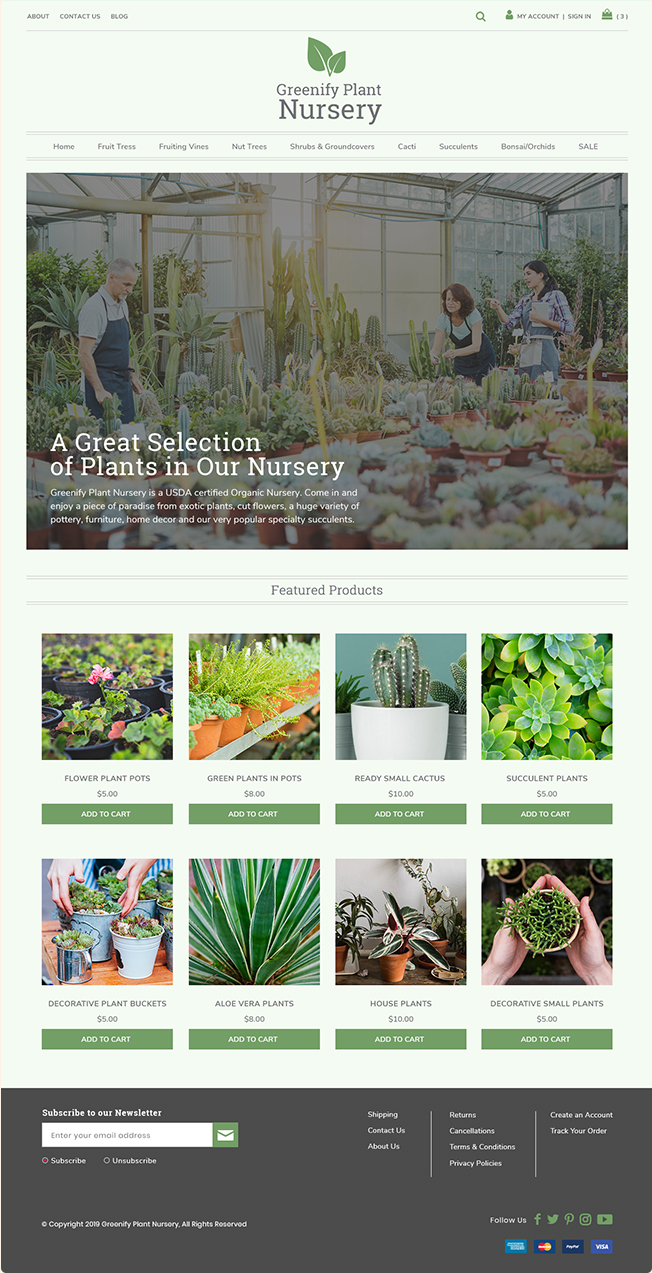 ABOUT CONTACT US BLOG MY ACCOUNT | SIGN IN ( 3 )
Greenify Plant
Nursery
Home Fruit Tress Fruiting Vines Nut Trees Shrubs & Groundcovers Cacti Succulents Bonsai/Orchids SALE
A Great Selection
of Plants in Our Nursery
Greenify Plant Nursery is a USDA certified Organic Nursery. Come in and
enjoy a piece of paradise from exotic plants, cut flowers, a huge variety of
pottery, furniture, home decor and our very popular specialty succulents.
Featured Products
FLOWER PLANT POTS GREEN PLANTS IN POTS READY SMALL CACTUS SUCCULENT PLANTS
$5.00 $8.00 $10.00 $5.00
ADD TO CART ADD TO CART ADD TO CART ADD TO CART
DECORATIVE PLANT BUCKETS ALOE VERA PLANTS HOUSE PLANTS DECORATIVE SMALL PLANTS
$5.00 $8.00 $10.00 $5.00
ADD TO CART ADD TO CART ADD TO CART ADD TO CART
Subscribe to our Newsletter
Enter your email address
Subscribe Unsubscribe
Shipping Returns Create an Account
Contact Us Cancellations Track Your Order
About Us Terms & Conditions
Privacy Policies
Follow Us
© Copyright 2019 Greenify Plant Nursery, All Rights Reserved
PayPal VISA